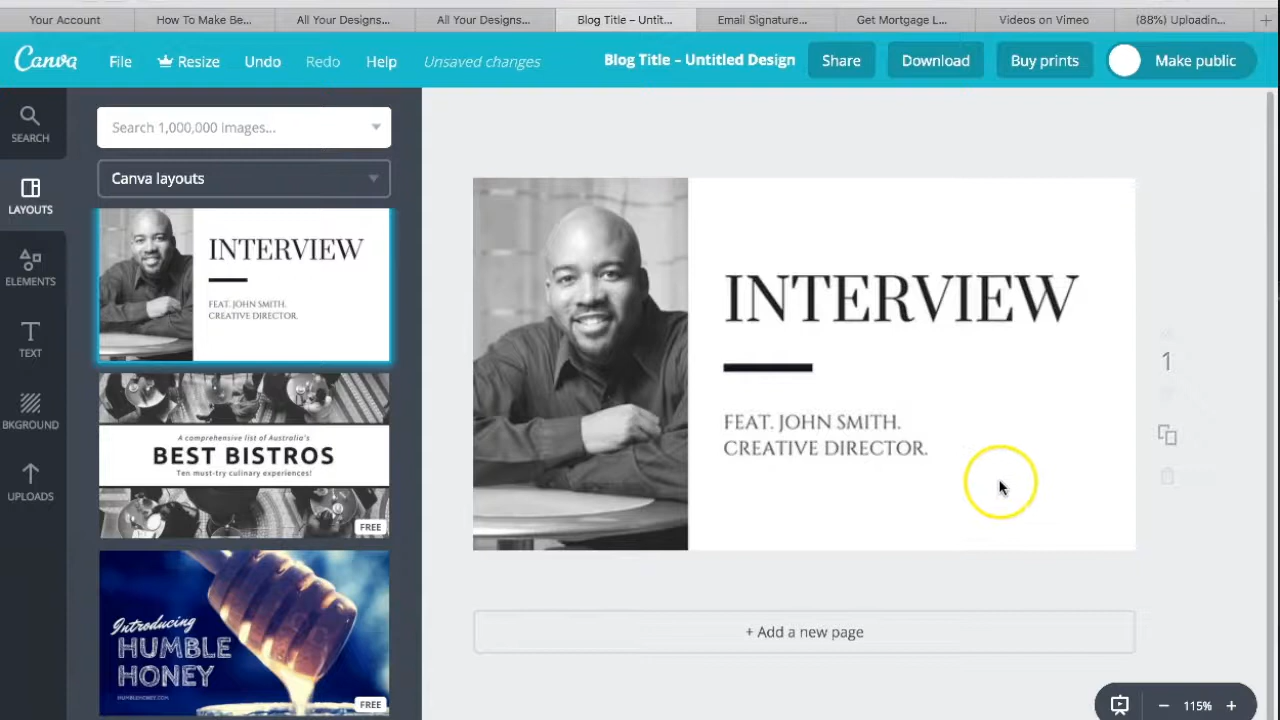 Your Account
How To Make Be...
All Your Designs...
All Your Designs...
Blog Title – Untit...
Email Signature...
Get Mortgage L...
Videos on Vimeo
(88%) Uploadin...
Canva
File
Resize
Undo
Redo
Help
Unsaved changes
Blog Title – Untitled Design
Share
Download
Buy prints
Make public
SEARCH
LAYOUTS
ELEMENTS
TEXT
BKGROUND
UPLOADS
Search 1,000,000 images...
Canva layouts
INTERVIEW
FEAT. JOHN SMITH.
CREATIVE DIRECTOR.
A comprehensive list of Australia's
BEST BISTROS
Ten must-try culinary experiences!
FREE
Introducing
HUMBLE
HONEY
HUMBLEHONEY.COM
FREE
INTERVIEW
FEAT. JOHN SMITH.
CREATIVE DIRECTOR.
1
+ Add a new page
115%